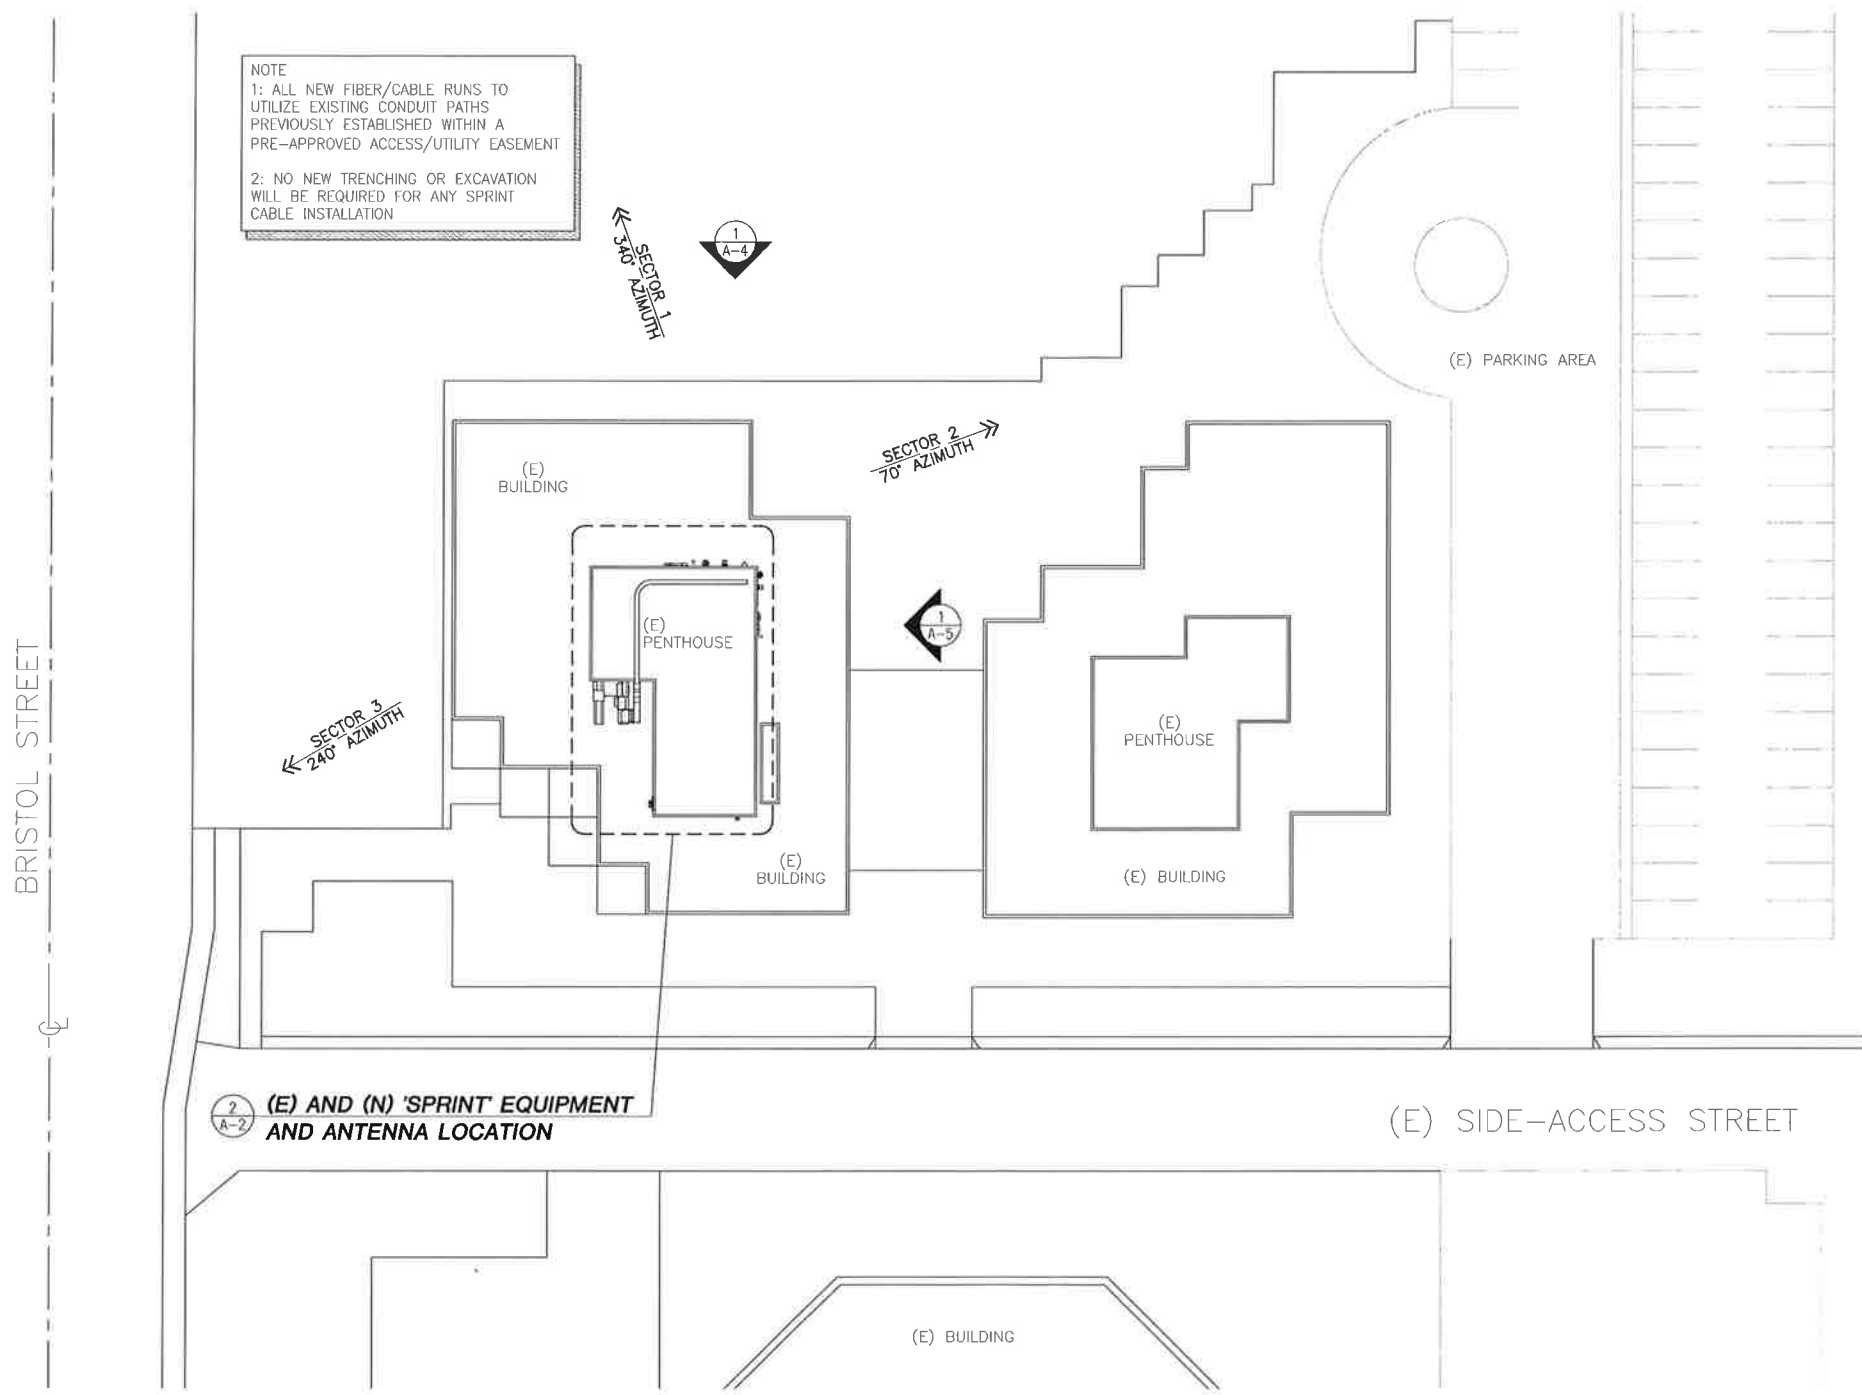 NOTE
1: ALL NEW FIBER/CABLE RUNS TO
UTILIZE EXISTING CONDUIT PATHS
PREVIOUSLY ESTABLISHED WITHIN A
PRE-APPROVED ACCESS/UTILITY EASEMENT
2: NO NEW TRENCHING OR EXCAVATION
WILL BE REQUIRED FOR ANY SPRINT
CABLE INSTALLATION
SECTOR 1
340° AZIMUTH
1
A-4
(E) PARKING AREA
SECTOR 2
70° AZIMUTH
(E)
BUILDING
(E)
PENTHOUSE
1
A-5
SECTOR 3
240° AZIMUTH
(E)
PENTHOUSE
(E)
BUILDING
(E) BUILDING
BRISTOL STREET
CL
2
A-2
(E) AND (N) 'SPRINT' EQUIPMENT
AND ANTENNA LOCATION
(E) SIDE-ACCESS STREET
(E) BUILDING